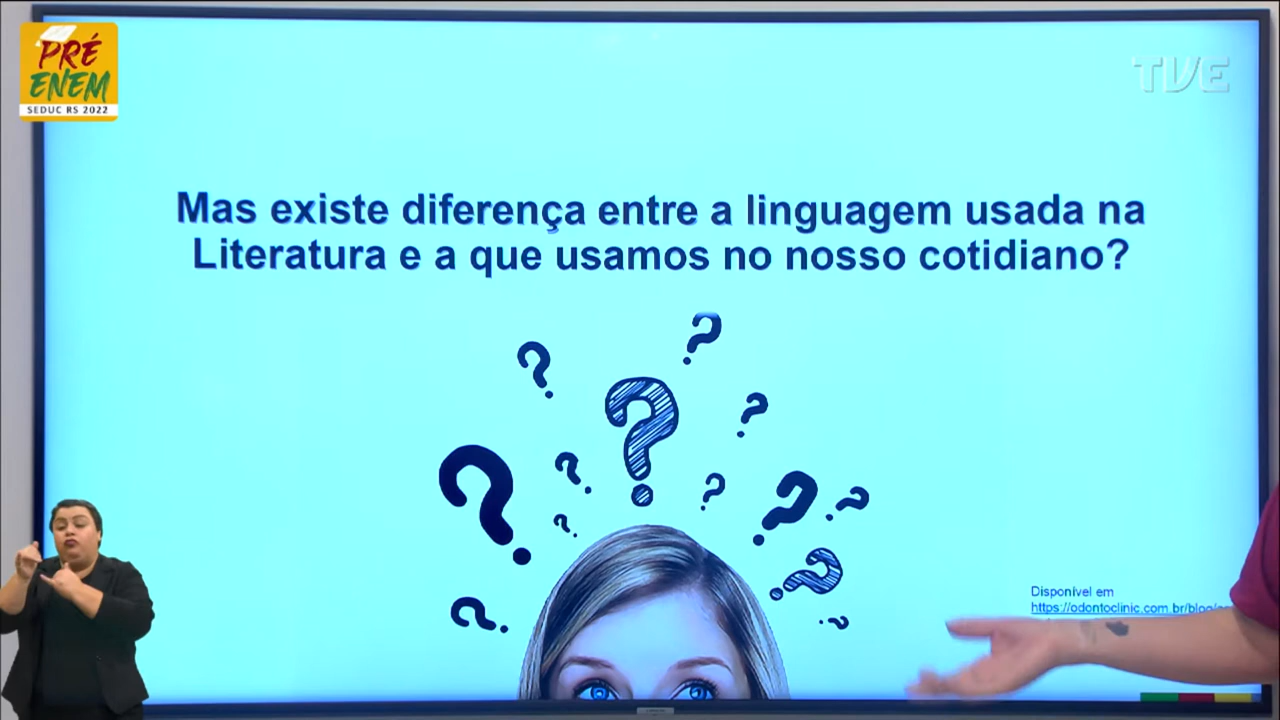 PRÉ
ENEM
SEDUC RS 2022
TVE
Mas existe diferença entre a linguagem usada na
Literatura e a que usamos no nosso cotidiano?
Disponível em
https://odontoclinic.com.br/blog/